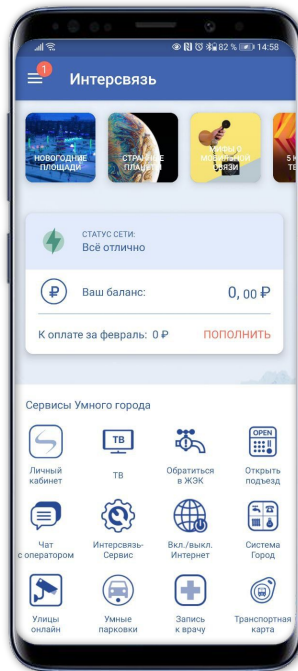 82 % 14:58
1
Интерсвязь
НОВОГОДНИЕ
ПЛОЩАДИ
СТРАННЫЕ
ПЛАНЕТЫ
МИФЫ О
МОБИЛЬНОЙ
СВЯЗИ
СТАТУС СЕТИ:
Всё отлично
Ваш баланс: 0,00 ₽
К оплате за февраль: 0 ₽ ПОПОЛНИТЬ
Сервисы Умного города
ТВ
OPEN
Личный
кабинет
ТВ
Обратиться
в ЖЭК
Открыть
подъезд
Чат
с оператором
Интерсвязь-
Сервис
Вкл./выкл.
Интернет
Система
Город
Улицы
онлайн
Умные
парковки
Запись
к врачу
Транспортная
карта